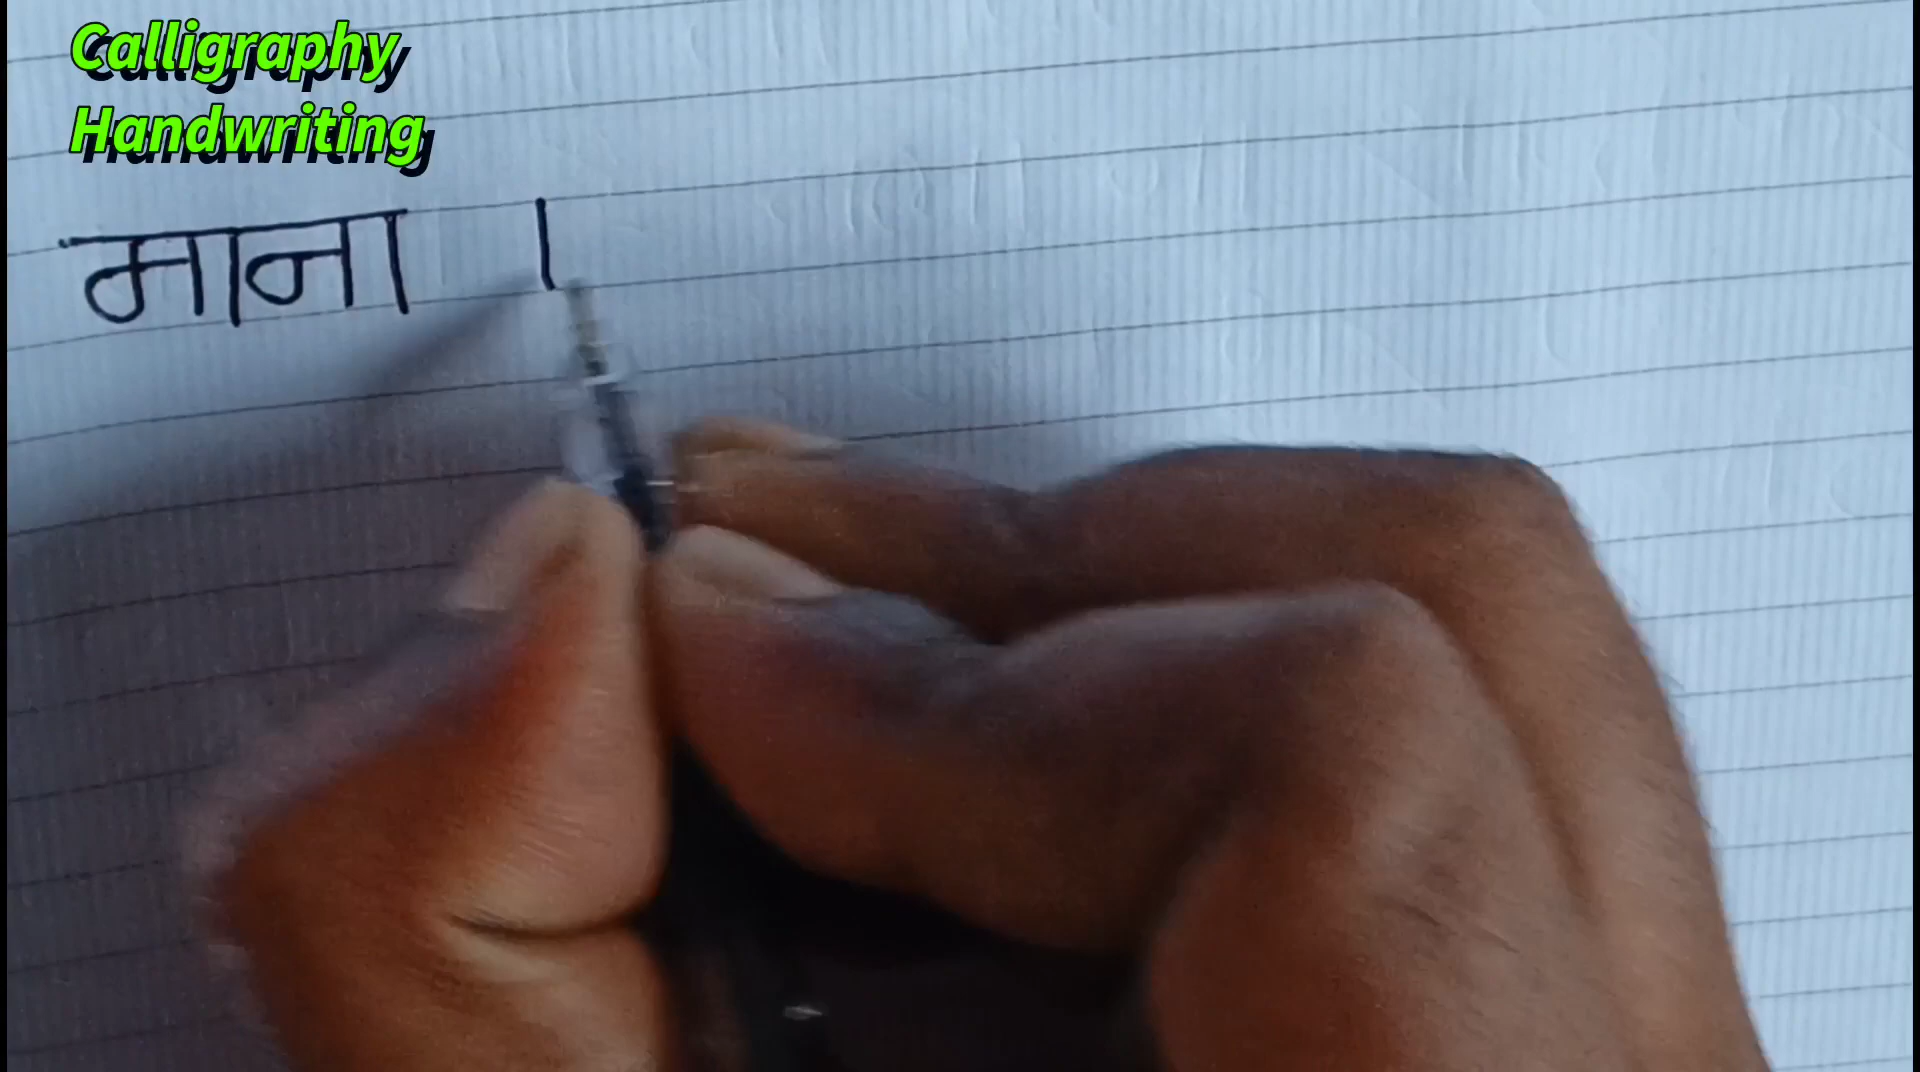 Calligraphy
Handwriting
माना ।